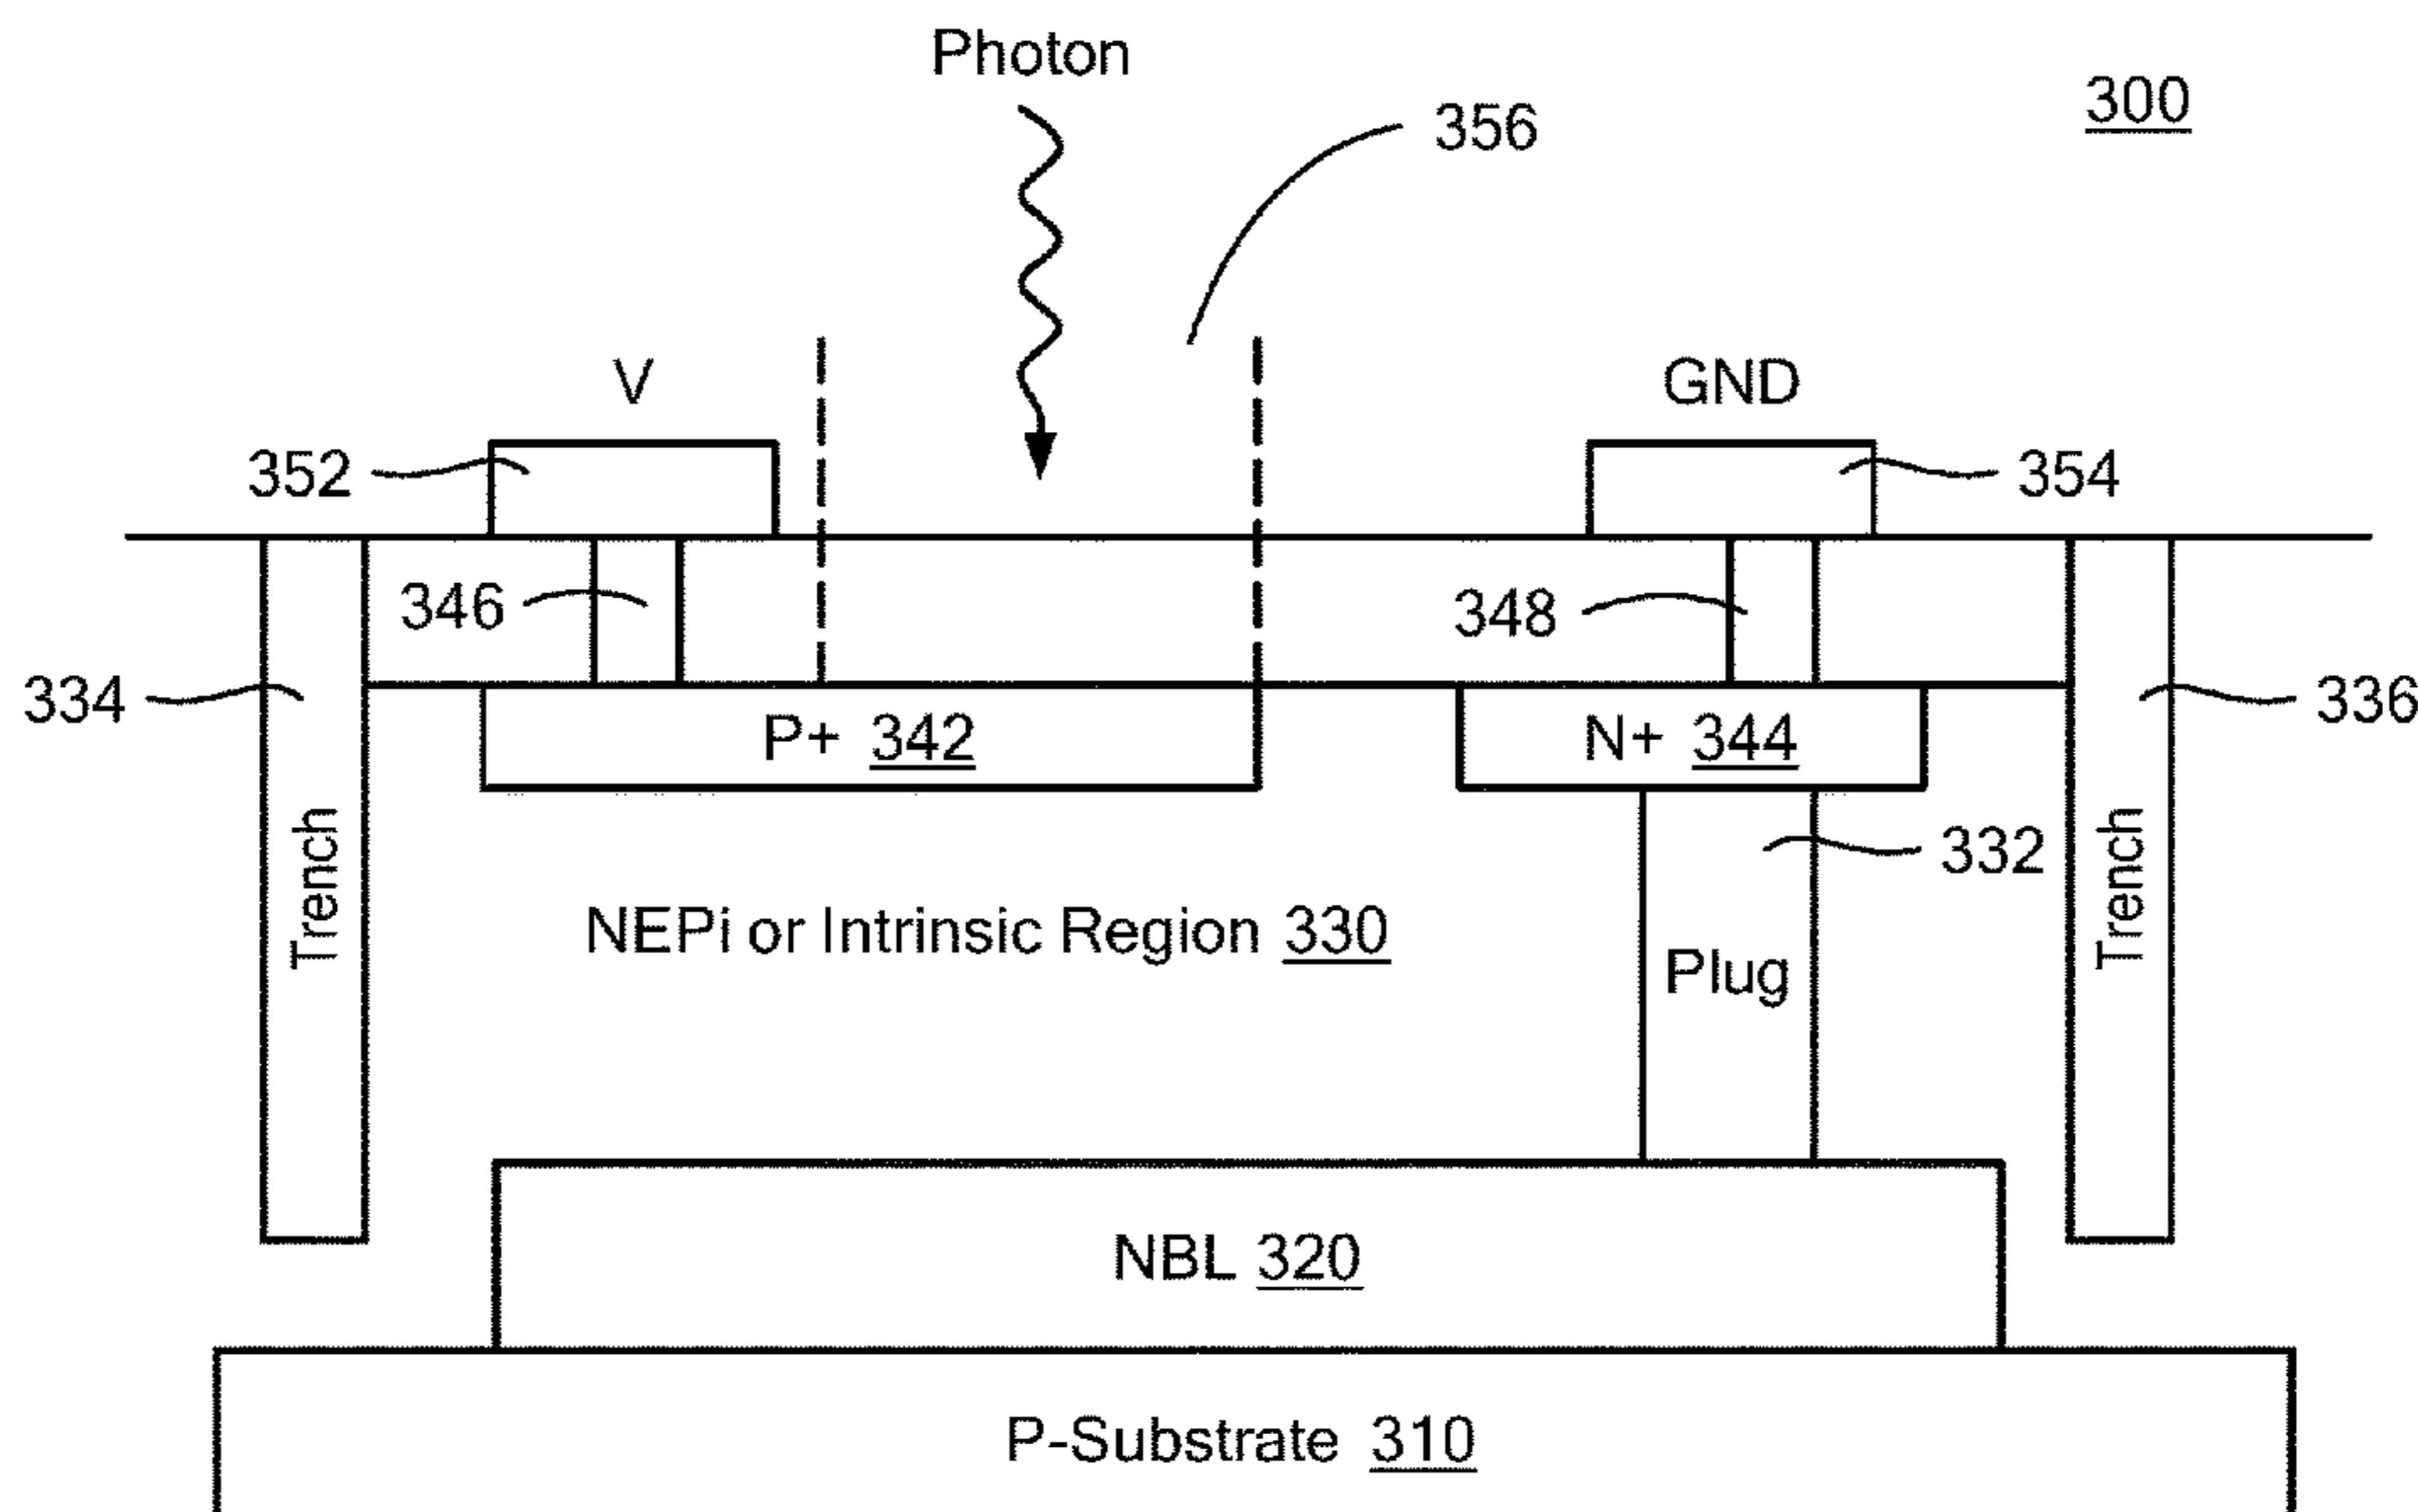 Photon
300
356
V
GND
352
354
346
348
334
P+ 342
N+ 344
336
Trench
332
Trench
NEPi or Intrinsic Region 330
Plug
NBL 320
P-Substrate 310